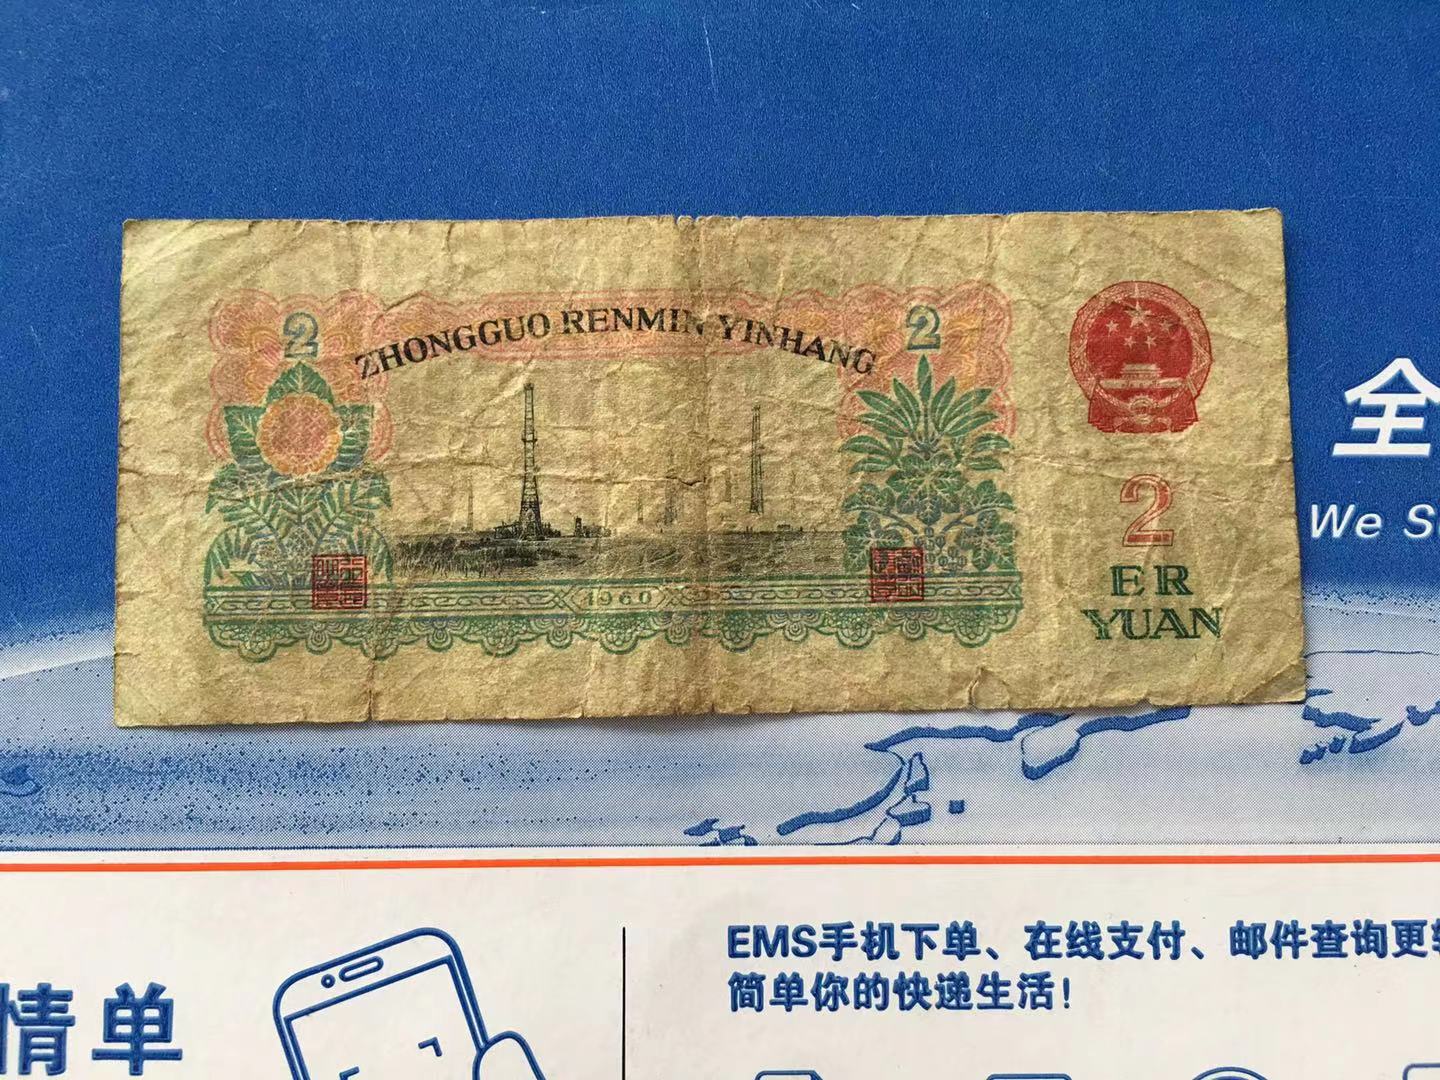 2
2
ZHONGGUO RENMIN YINHANG
2
ER
YUAN
1960
全
We S
EMS手机下单、在线支付、邮件查询更
简单你的快递生活!
情单